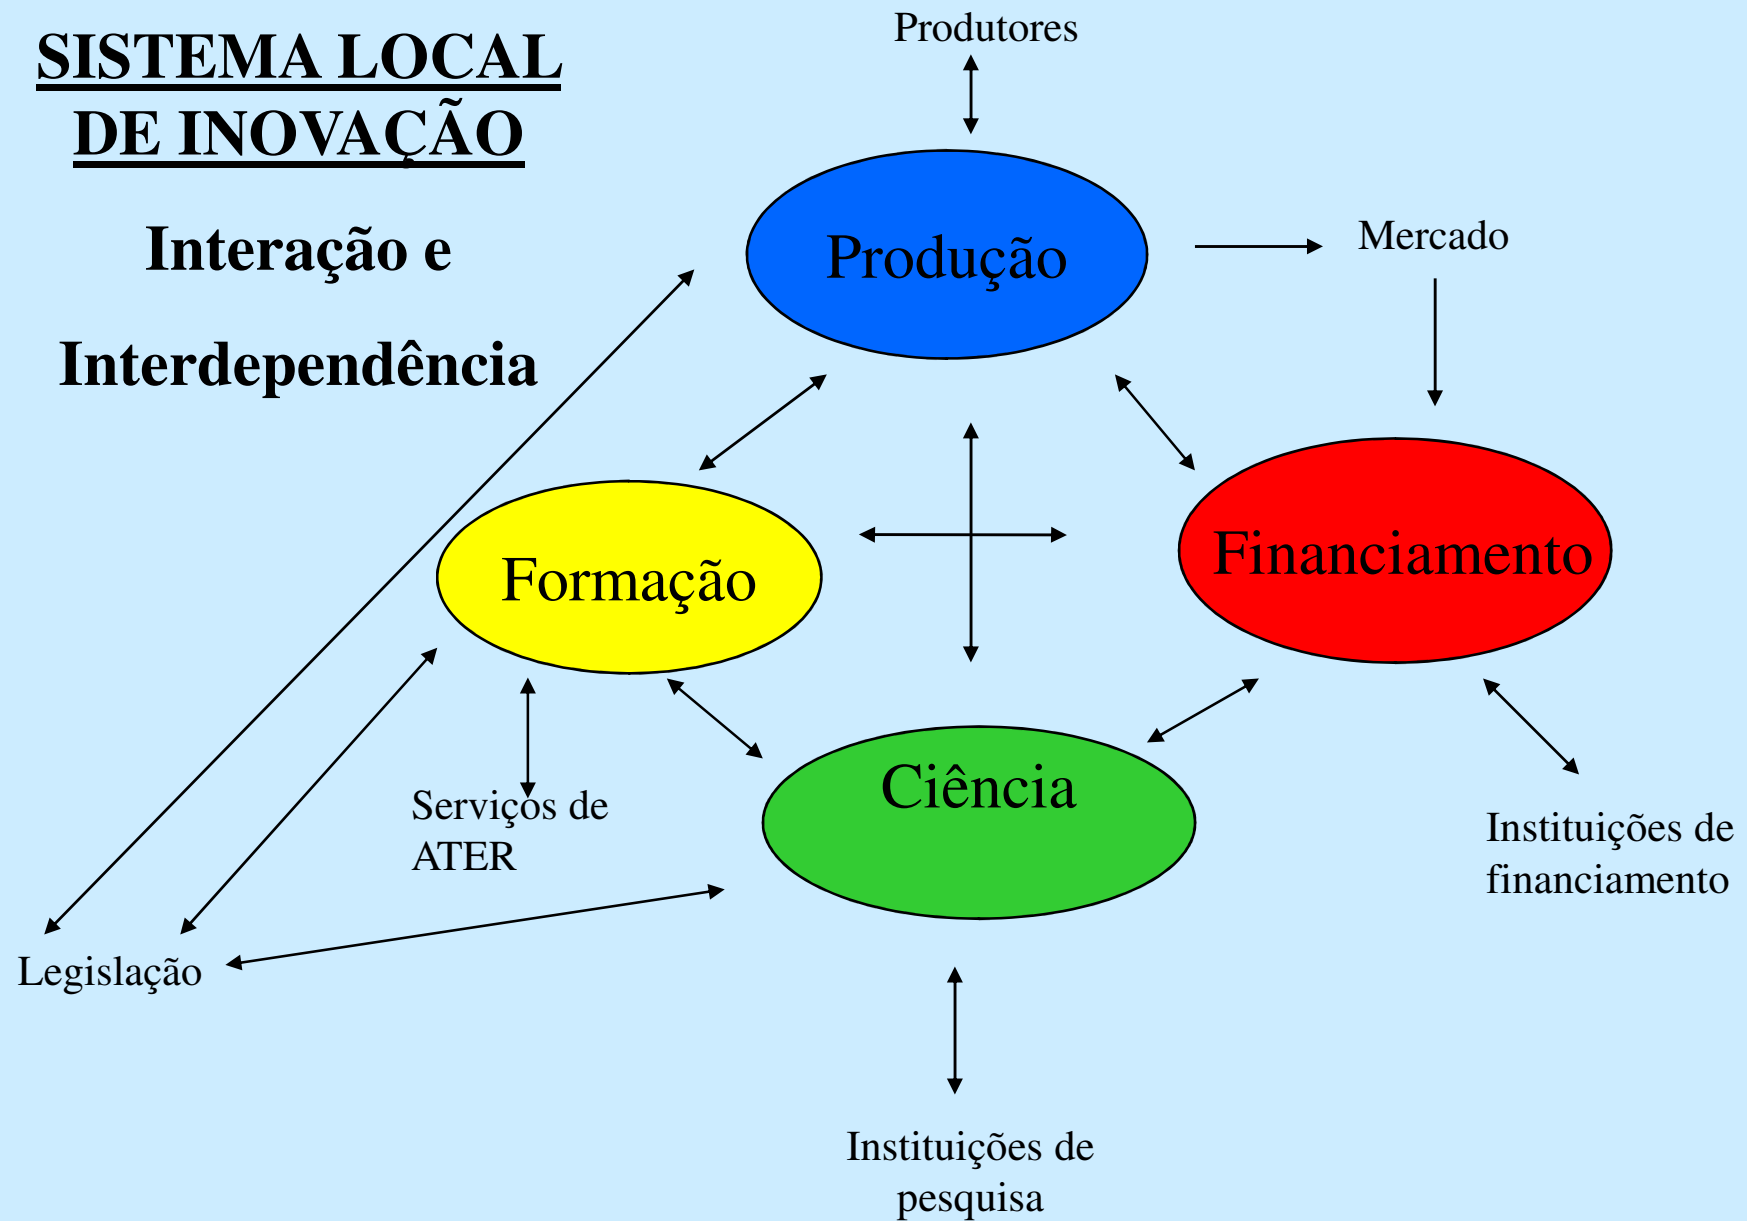 SISTEMA LOCAL
DE INOVAÇÃO
Interação e
Interdependência
Produtores
Produção
Mercado
Formação
Financiamento
Ciência
Serviços de
ATER
Instituições de
financiamento
Legislação
Instituições de
pesquisa